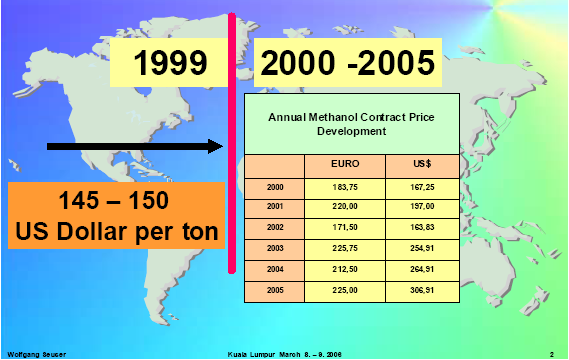 1999
2000 -2005
Annual Methanol Contract Price
Development
EURO US$
2000 183,75 167,25
2001 220,00 197,00
2002 171,50 163,83
2003 225,75 254,91
2004 212,50 264,91
2005 225,00 306,91
145 – 150
US Dollar per ton
Wolfgang Seuser Kuala Lumpur March 8. – 9. 2006 2